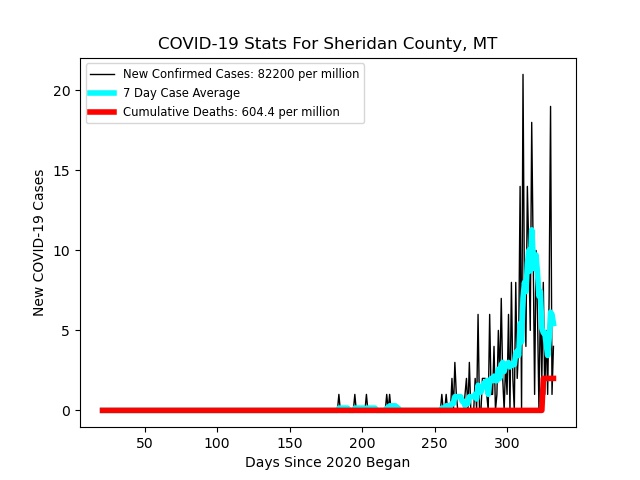 COVID-19 Stats For Sheridan County, MT
New Confirmed Cases: 82200 per million
7 Day Case Average
Cumulative Deaths: 604.4 per million
New COVID-19 Cases
20
15
10
5
0
50 100 150 200 250 300
Days Since 2020 Began